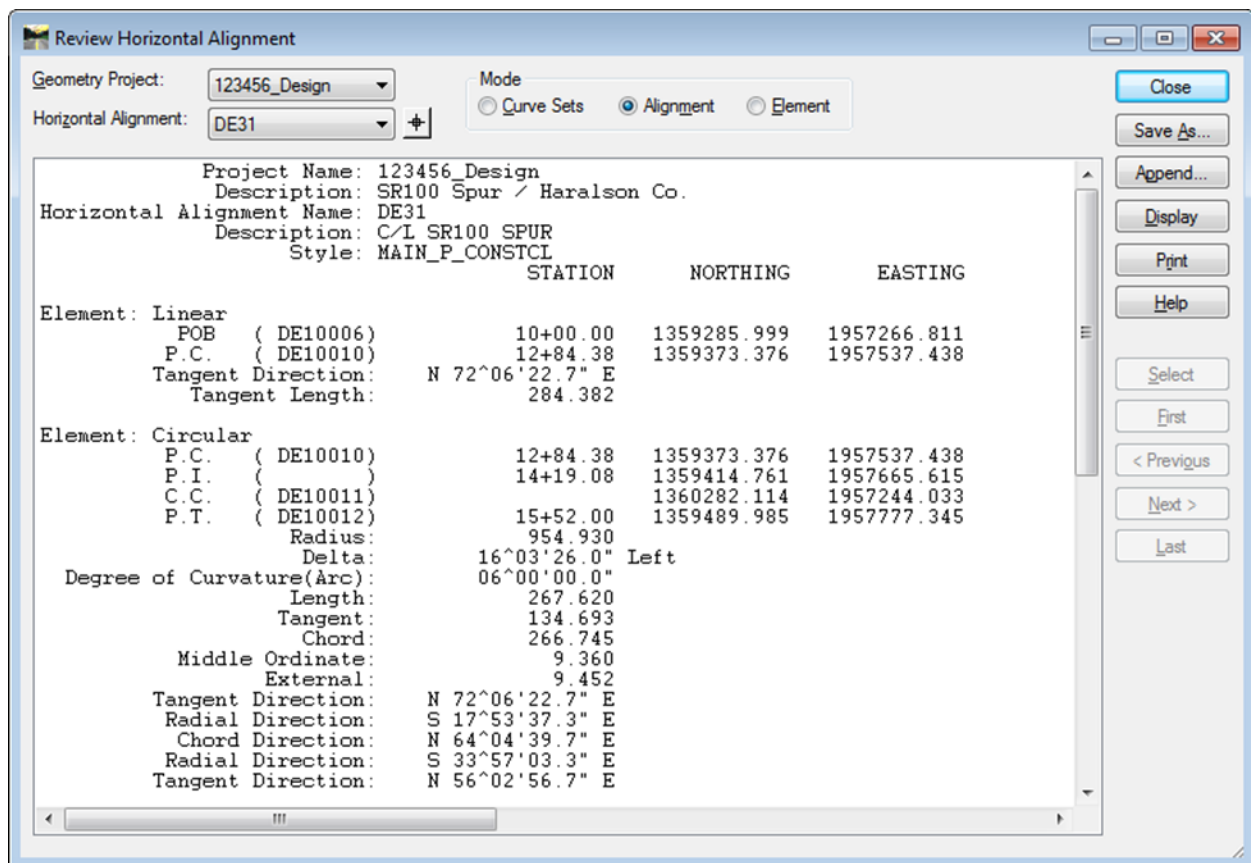 Review Horizontal Alignment
Geometry Project: 123456_Design
Horizontal Alignment: DE31
Mode
Curve Sets Alignment Element
Close
Save As...
Append...
Display
Print
Help
Select
First
< Previous
Next >
Last
Project Name: 123456_Design
Description: SR100 Spur / Haralson Co.
Horizontal Alignment Name: DE31
Description: C/L SR100 SPUR
Style: MAIN_P_CONSTCL
STATION NORTHING EASTING
Element: Linear
POB ( DE10006) 10+00.00 1359285.999 1957266.811
P.C. ( DE10010) 12+84.38 1359373.376 1957537.438
Tangent Direction: N 72^06'22.7" E
Tangent Length: 284.382
Element: Circular
P.C. ( DE10010) 12+84.38 1359373.376 1957537.438
P.I. ( ) 14+19.08 1359414.761 1957665.615
C.C. ( DE10011) 1360282.114 1957244.033
P.T. ( DE10012) 15+52.00 1359489.985 1957777.345
Radius: 954.930
Delta: 16^03'26.0" Left
Degree of Curvature(Arc): 06^00'00.0"
Length: 267.620
Tangent: 134.693
Chord: 266.745
Middle Ordinate: 9.360
External: 9.452
Tangent Direction: N 72^06'22.7" E
Radial Direction: S 17^53'37.3" E
Chord Direction: N 64^04'39.7" E
Radial Direction: S 33^57'03.3" E
Tangent Direction: N 56^02'56.7" E